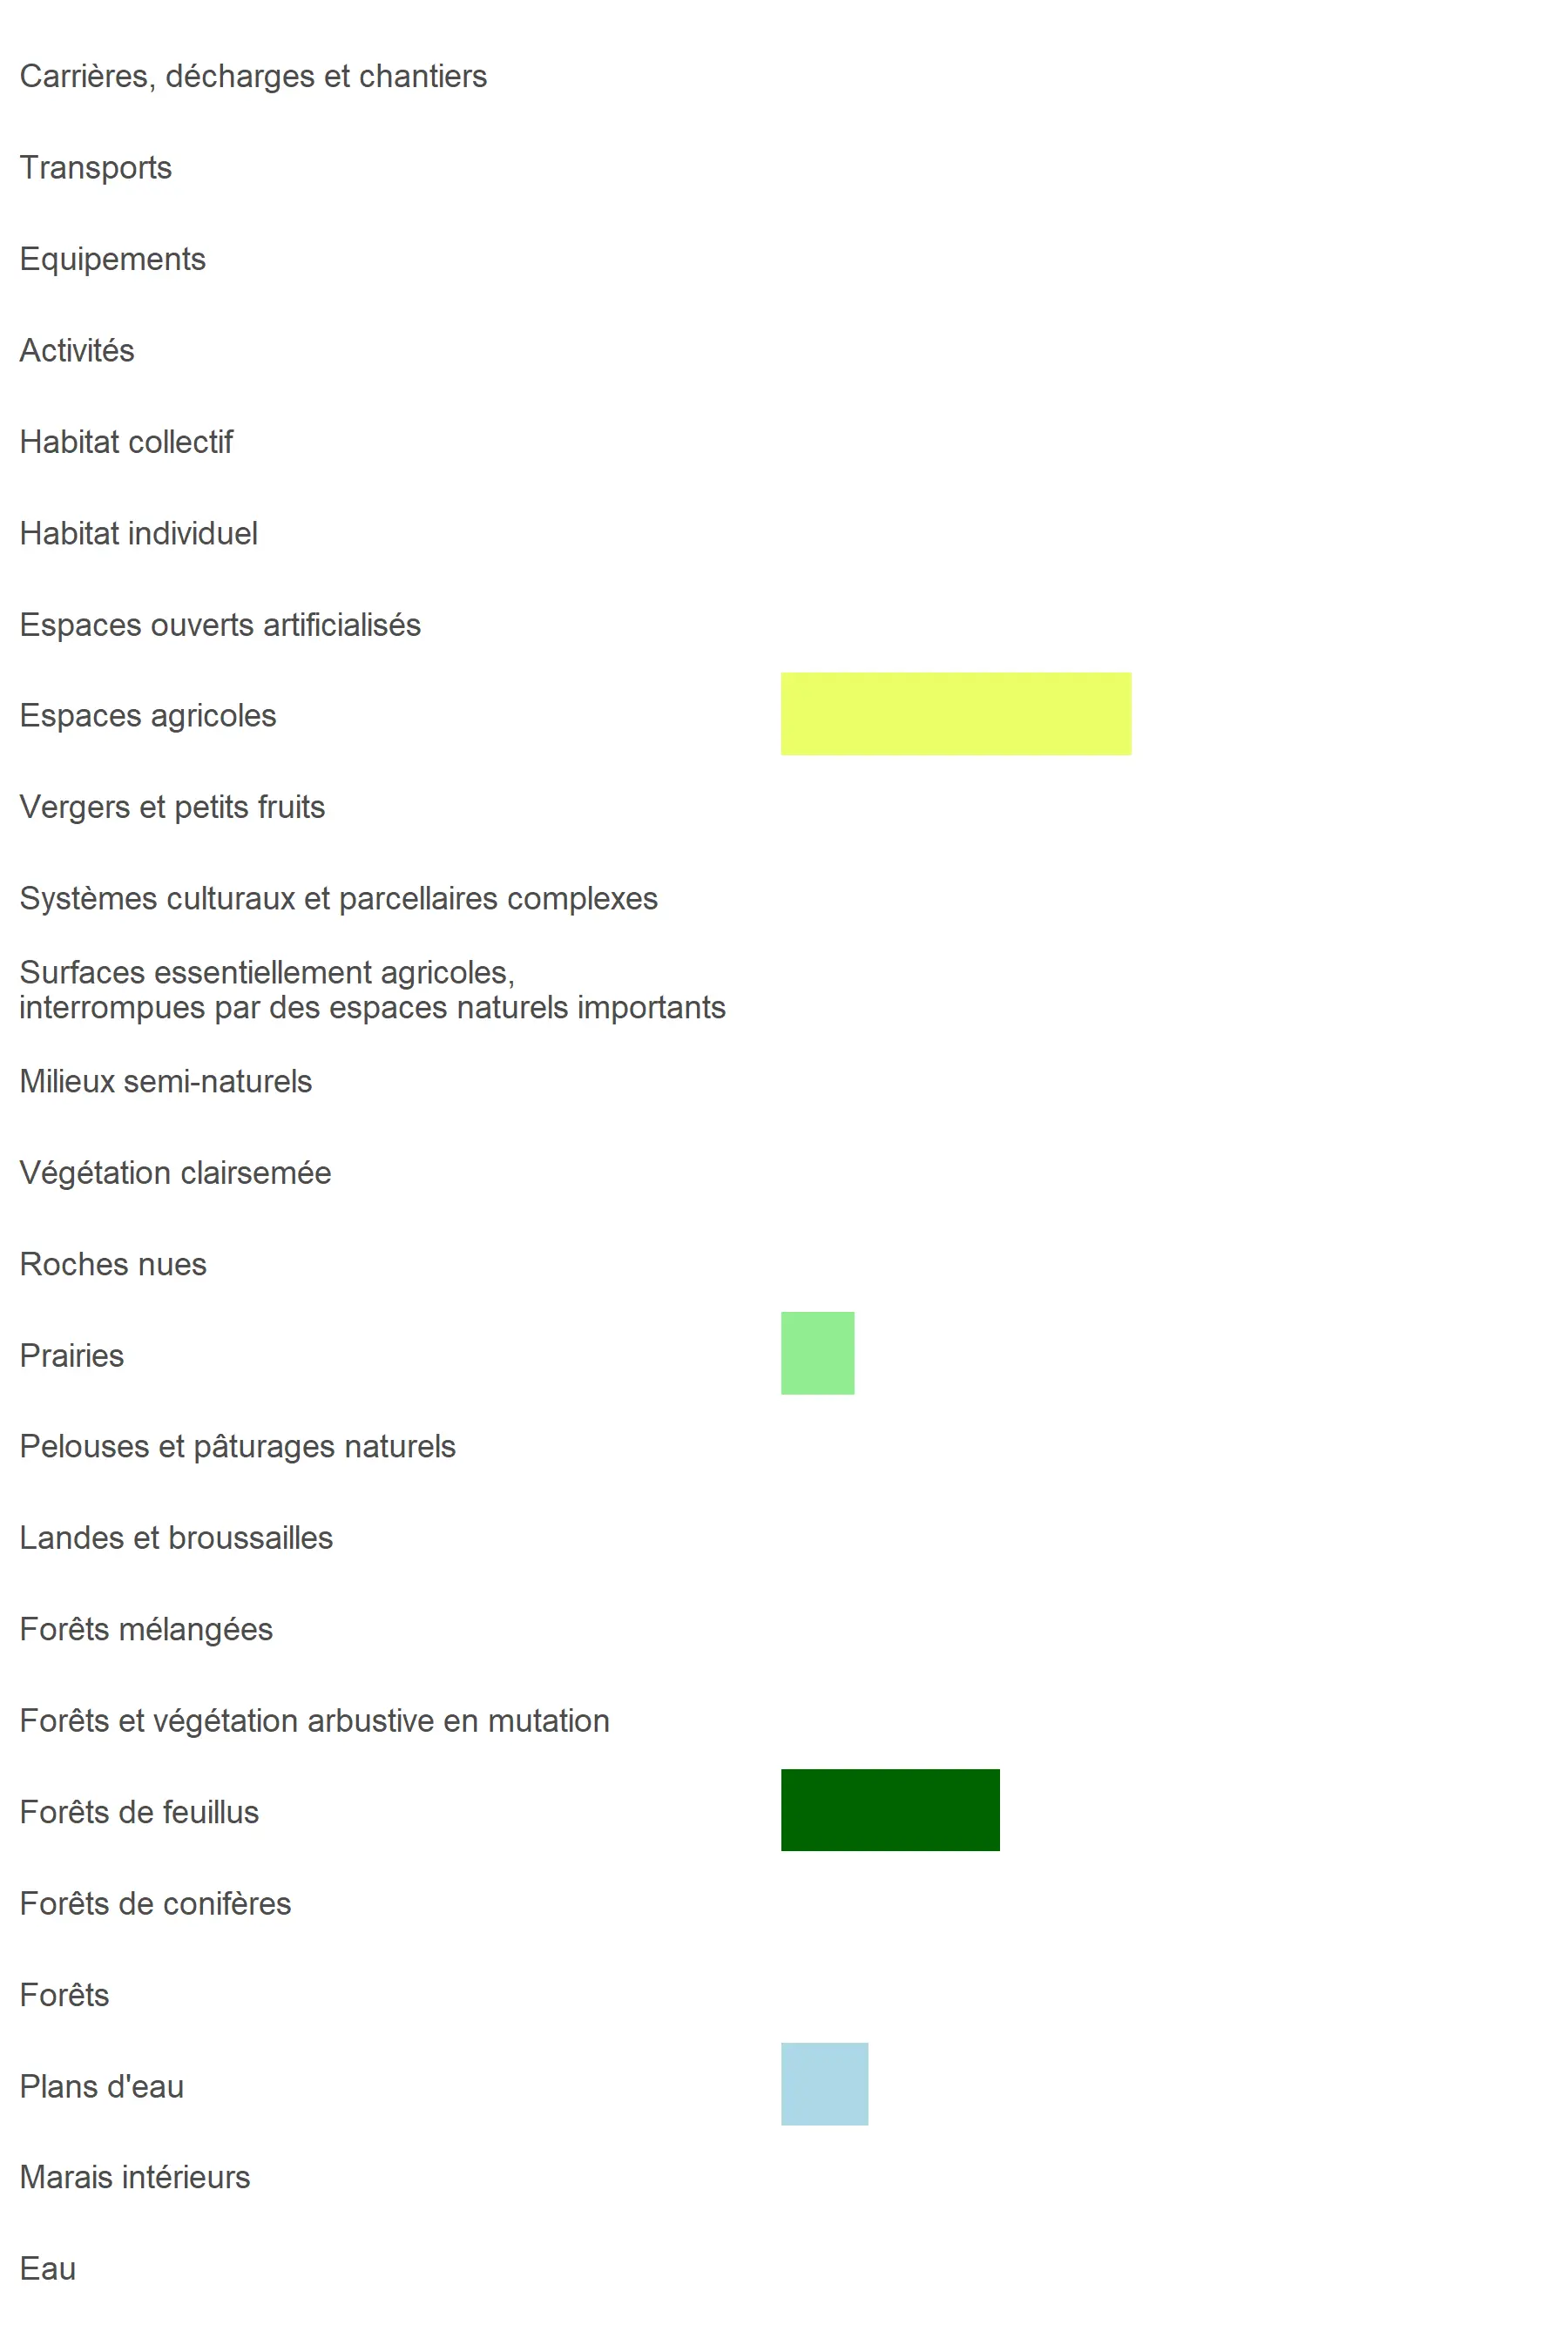 Carrières, décharges et chantiers
Transports
Equipements
Activités
Habitat collectif
Habitat individuel
Espaces ouverts artificialisés
Espaces agricoles
Vergers et petits fruits
Systèmes culturaux et parcellaires complexes
Surfaces essentiellement agricoles,
interrompues par des espaces naturels importants
Milieux semi-naturels
Végétation clairsemée
Roches nues
Prairies
Pelouses et pâturages naturels
Landes et broussailles
Forêts mélangées
Forêts et végétation arbustive en mutation
Forêts de feuillus
Forêts de conifères
Forêts
Plans d'eau
Marais intérieurs
Eau